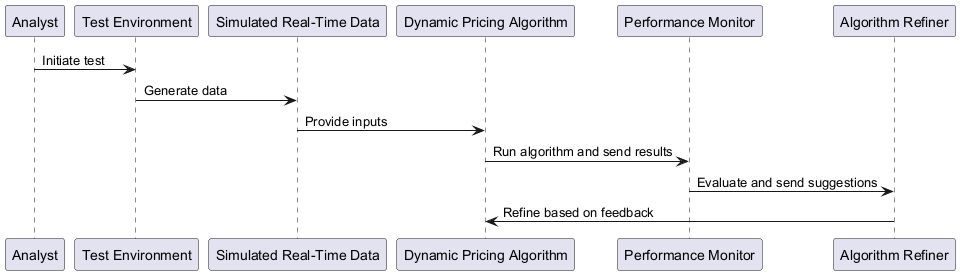 Analyst
Test Environment
Simulated Real-Time Data
Dynamic Pricing Algorithm
Performance Monitor
Algorithm Refiner
Initiate test
Generate data
Provide inputs
Run algorithm and send results
Evaluate and send suggestions
Refine based on feedback
Analyst
Test Environment
Simulated Real-Time Data
Dynamic Pricing Algorithm
Performance Monitor
Algorithm Refiner